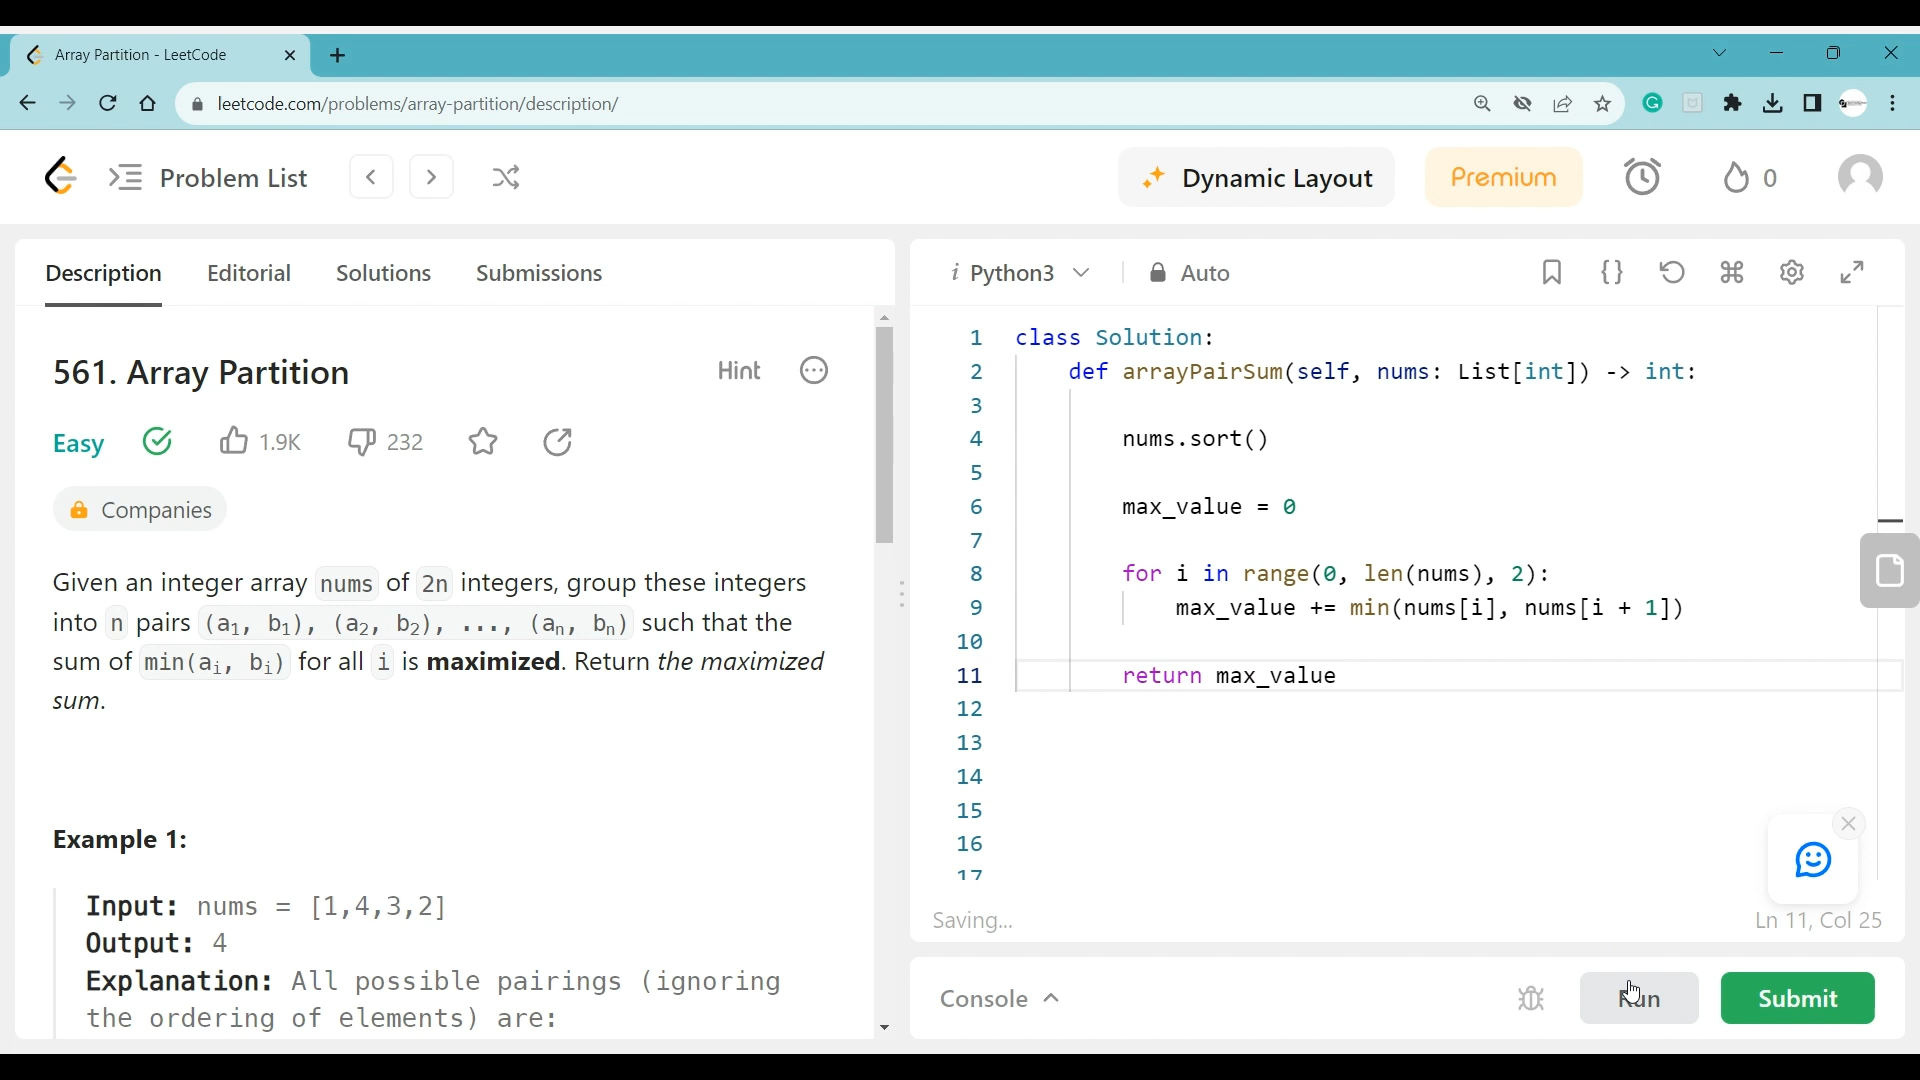 Array Partition - LeetCode
leetcode.com/problems/array-partition/description/
Problem List
Dynamic Layout
Premium
0
Description Editorial Solutions Submissions
561. Array Partition
Hint
Easy 1.9K 232
Companies
Given an integer array nums of 2n integers, group these integers
into n pairs (a₁, b₁), (a₂, b₂), ..., (aₙ, bₙ) such that the
sum of min(aᵢ, bᵢ) for all i is maximized. Return the maximized
sum.
Example 1:
Input: nums = [1,4,3,2]
Output: 4
Explanation: All possible pairings (ignoring
the ordering of elements) are:
i Python3 Auto
1 class Solution:
2 def arrayPairSum(self, nums: List[int]) -> int:
3
4 nums.sort()
5
6 max_value = 0
7
8 for i in range(0, len(nums), 2):
9 max_value += min(nums[i], nums[i + 1])
10
11 return max_value
12
13
14
15
16
17
Saving...
Ln 11, Col 25
Console
Run
Submit